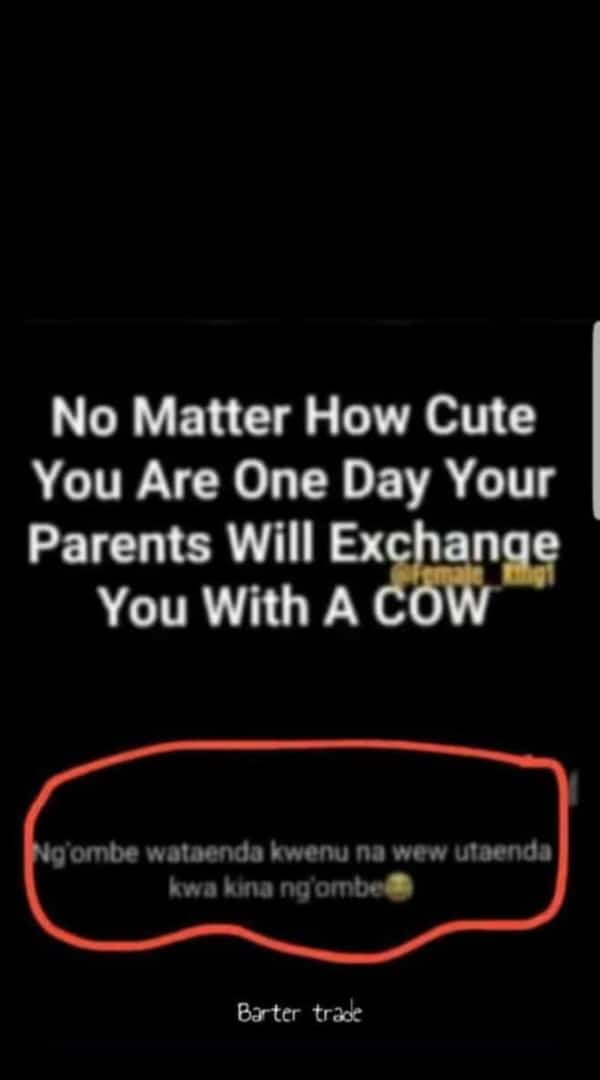 No Matter How Cute
You Are One Day Your
Parents Will Exchange
@female__king1
You With A COW
Ng'ombe wataenda kwenu na wew utaenda
kwa kina ng'ombe😂
Barter trade